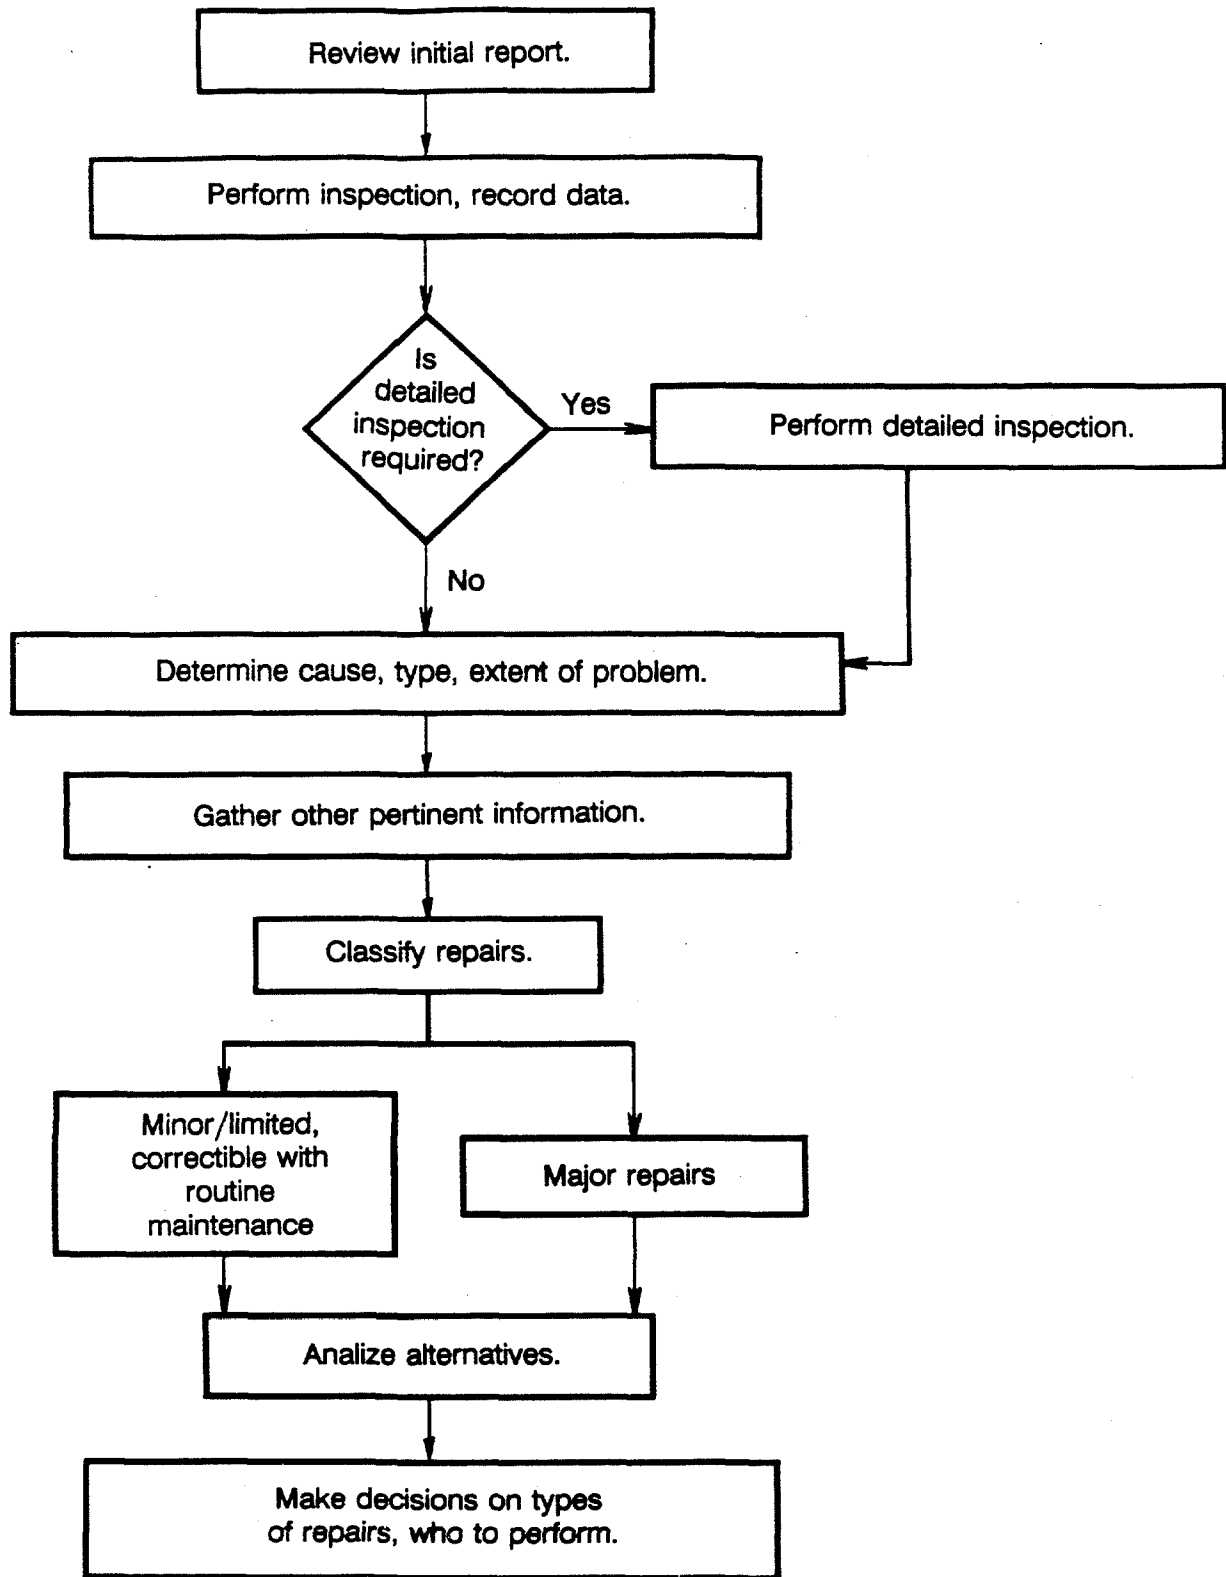 Review initial report.
Perform inspection, record data.
Is
detailed
inspection
required?
Yes
Perform detailed inspection.
No
Determine cause, type, extent of problem.
Gather other pertinent information.
Classify repairs.
Minor/limited,
correctible with
routine
maintenance
Major repairs
Analize alternatives.
Make decisions on types
of repairs, who to perform.